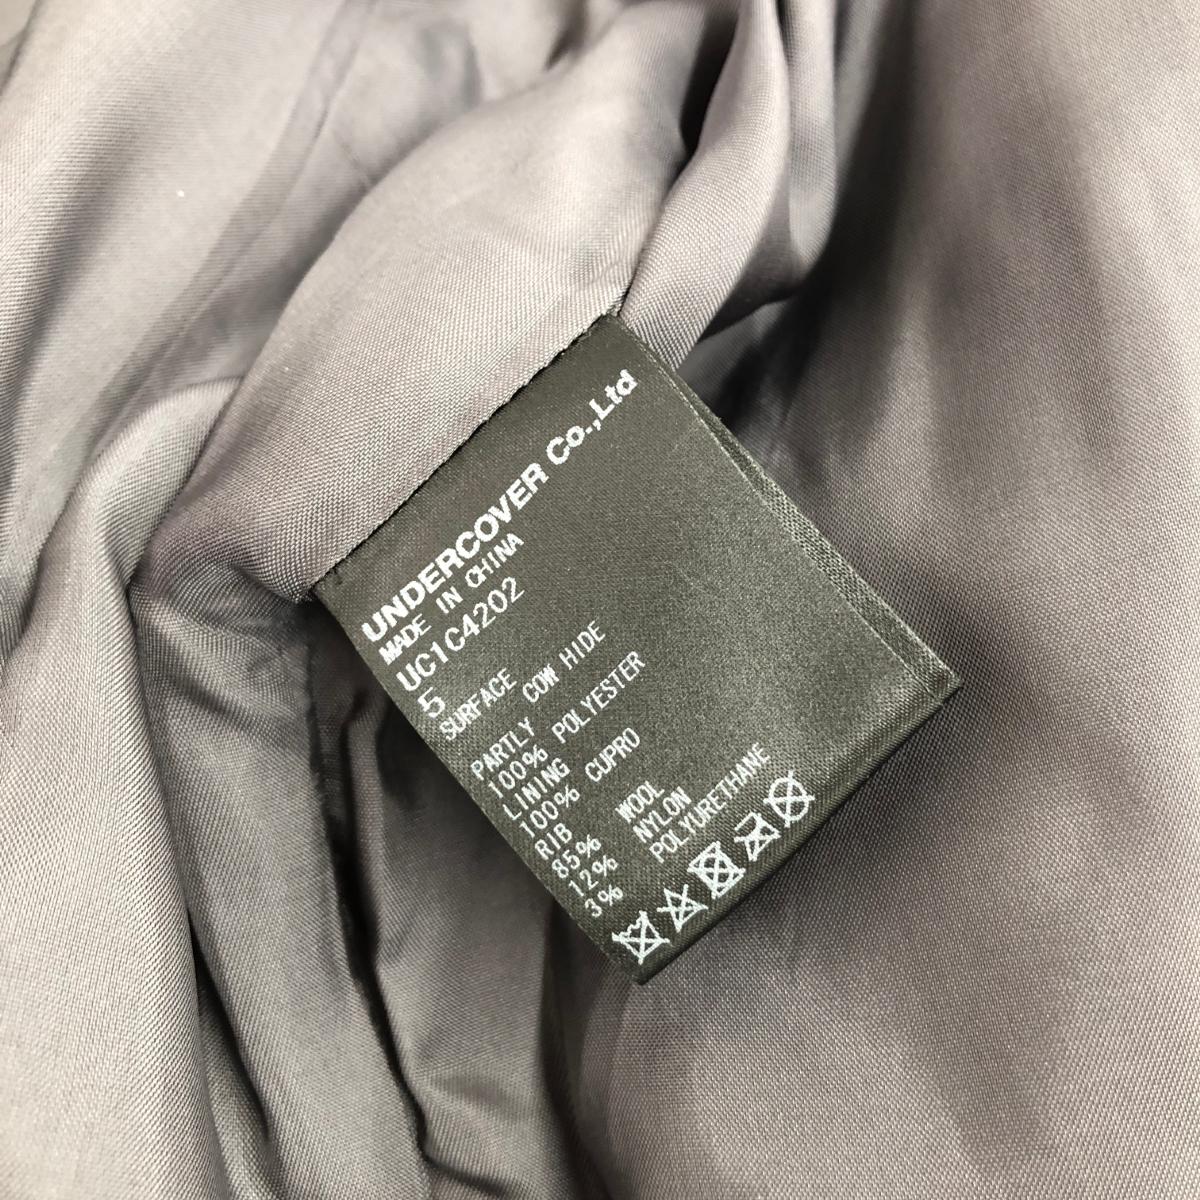 UNDERCOVER Co.,Ltd
MADE IN CHINA
UC1C4202
5
SURFACE
COW HIDE
PARTLY
100% POLYESTER
LINING
100% CUPRO
RIB
85% WOOL
12% NYLON
3% POLYURETHANE